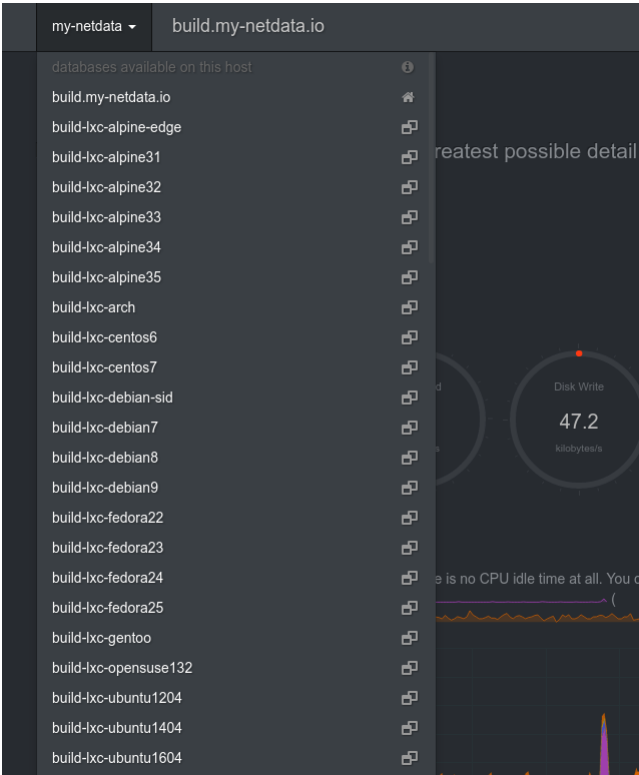 my-netdata build.my-netdata.io
databases available on this host
build.my-netdata.io
build-lxc-alpine-edge
build-lxc-alpine31
reatest possible detail
build-lxc-alpine32
build-lxc-alpine33
build-lxc-alpine34
build-lxc-alpine35
build-lxc-arch
build-lxc-centos6
build-lxc-centos7
d
Disk Write
build-lxc-debian-sid
build-lxc-debian7
47.2
build-lxc-debian8
s
kilobytes/s
build-lxc-debian9
build-lxc-fedora22
build-lxc-fedora23
build-lxc-fedora24
e is no CPU idle time at all. You c
build-lxc-fedora25
(
build-lxc-gentoo
build-lxc-opensuse132
build-lxc-ubuntu1204
build-lxc-ubuntu1404
build-lxc-ubuntu1604